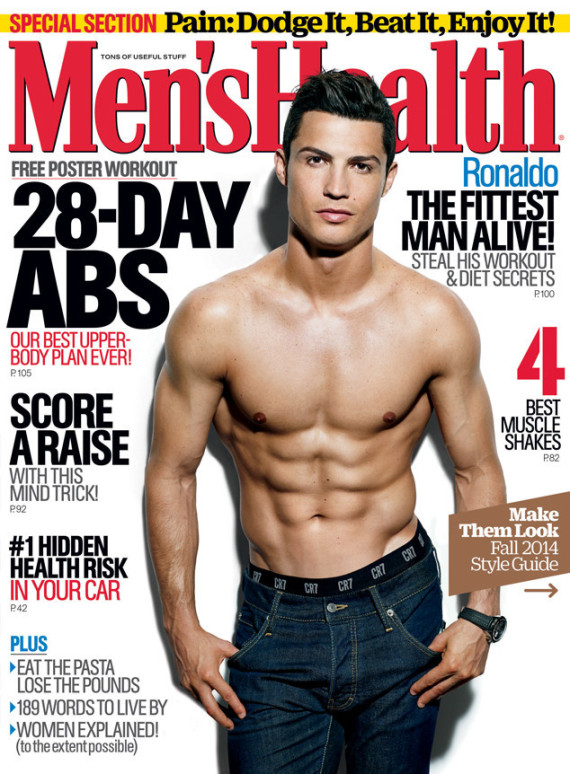 SPECIAL SECTION Pain: Dodge It, Beat It, Enjoy It!
TONS OF USEFUL STUFF
Men'sHealth
FREE POSTER WORKOUT
28-DAY
ABS
OUR BEST UPPER-
BODY PLAN EVER!
P.105
Ronaldo
THE FITTEST
MAN ALIVE!
STEAL HIS WORKOUT
& DIET SECRETS
P.100
4
BEST
MUSCLE
SHAKES
P.82
SCORE
A RAISE
WITH THIS
MIND TRICK!
P.92
Make
Them Look
Fall 2014
Style Guide
#1 HIDDEN
HEALTH RISK
IN YOUR CAR
P.42
CR7 CR7 CR7 CR7 CR7
PLUS
EAT THE PASTA
LOSE THE POUNDS
189 WORDS TO LIVE BY
WOMEN EXPLAINED!
(to the extent possible)